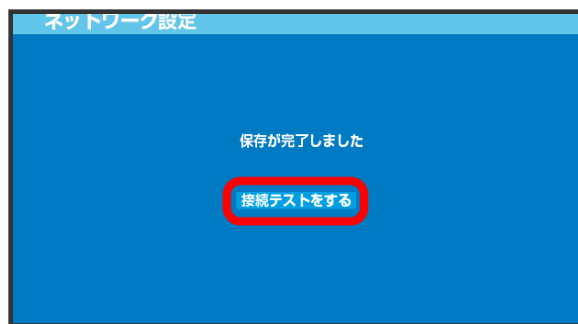 ネットワーク設定
保存が完了しました
接続テストをする